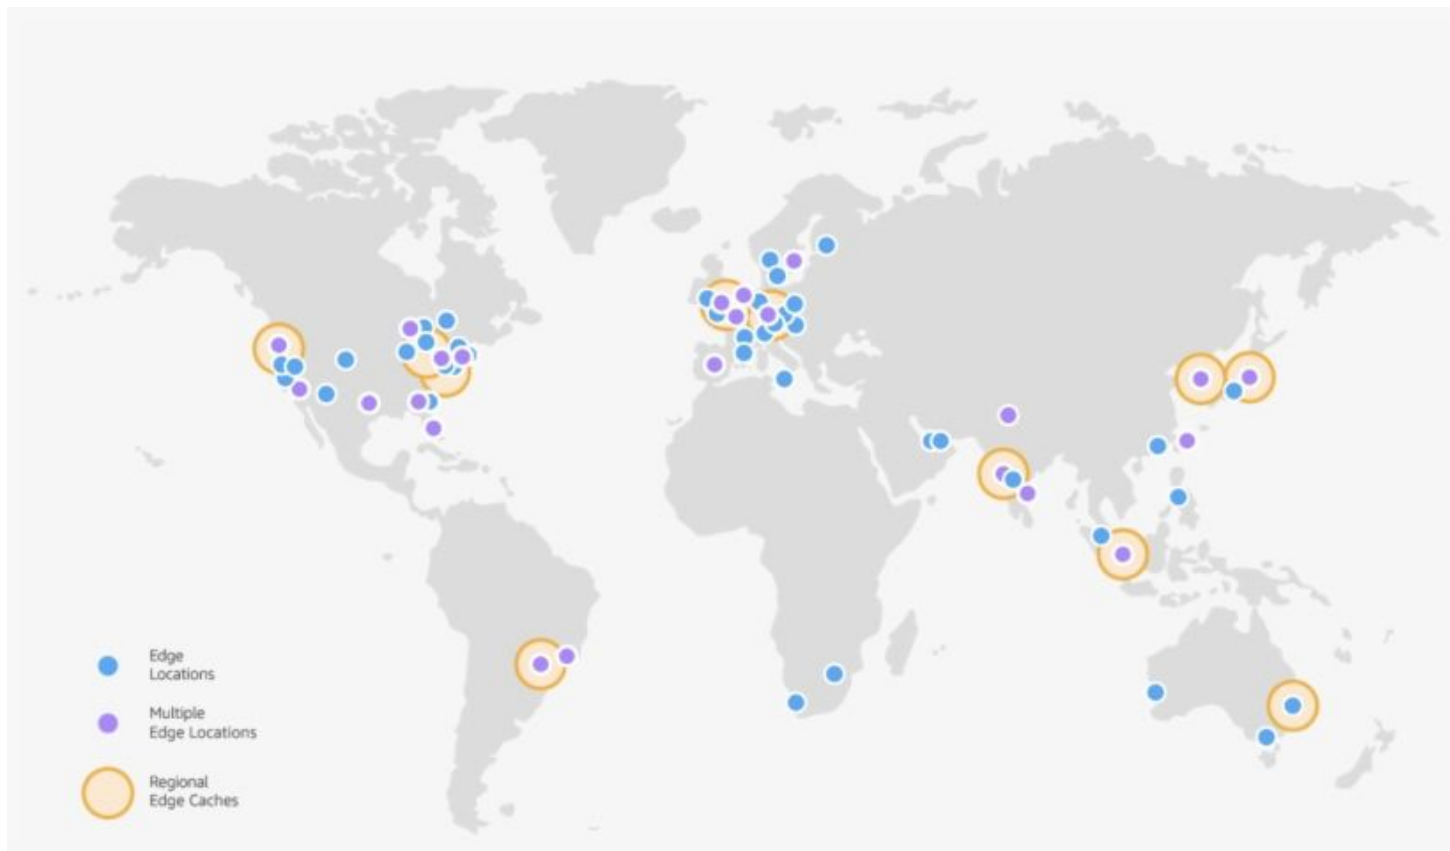 Edge
Locations
Multiple
Edge Locations
Regional
Edge Caches